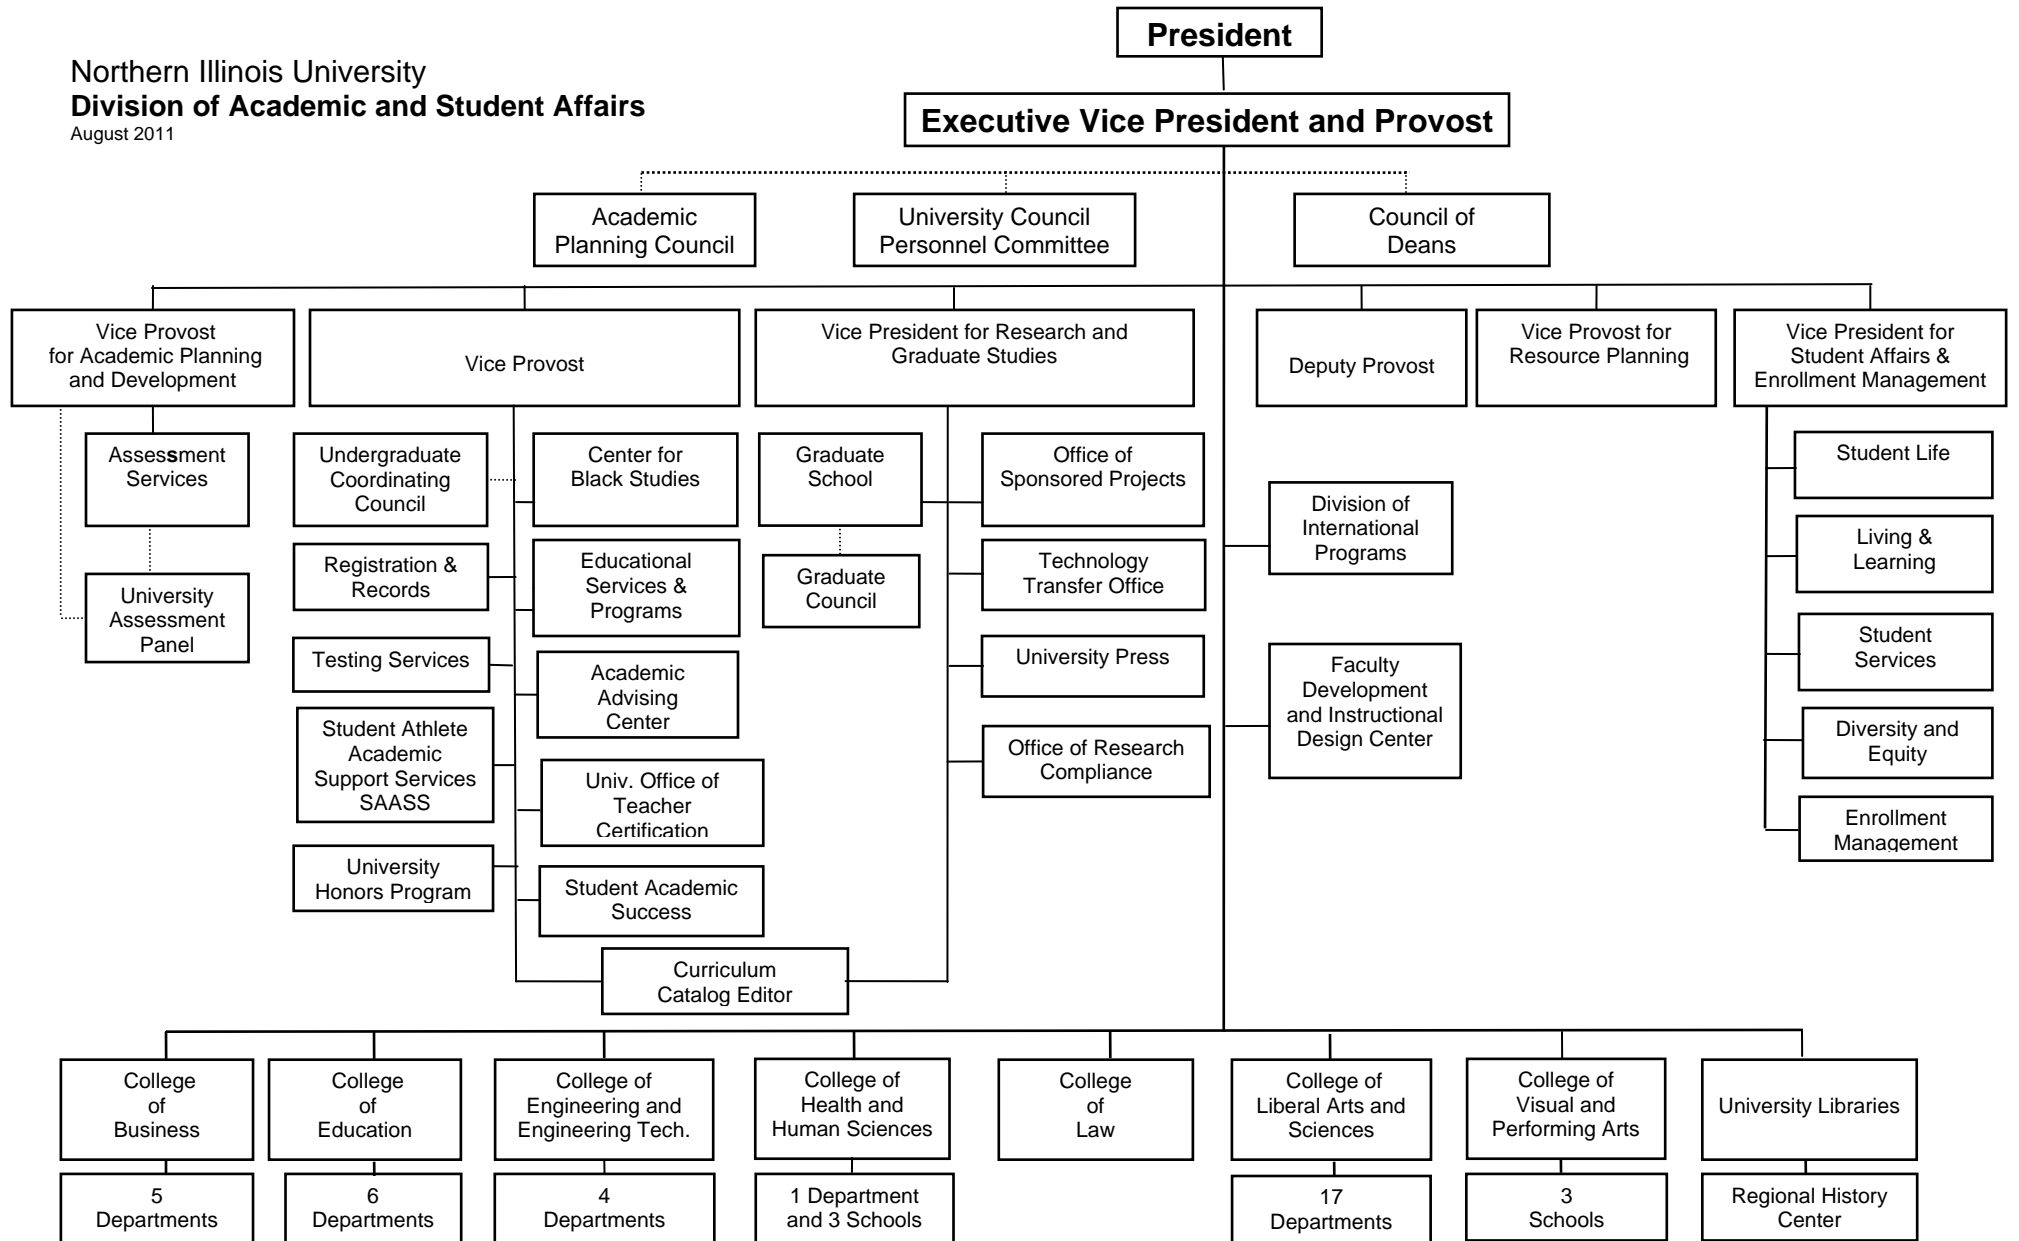 President
Northern Illinois University
Division of Academic and Student Affairs
August 2011
Executive Vice President and Provost
Academic
Planning Council
University Council
Personnel Committee
Council of
Deans
Vice Provost
for Academic Planning
and Development
Vice Provost
Vice President for Research and
Graduate Studies
Deputy Provost
Vice Provost for
Resource Planning
Vice President for
Student Affairs &
Enrollment Management
Assessment
Services
University
Assessment
Panel
Undergraduate
Coordinating
Council
Registration &
Records
Testing Services
Student Athlete
Academic
Support Services
SAASS
University
Honors Program
Center for
Black Studies
Educational
Services &
Programs
Academic
Advising
Center
Univ. Office of
Teacher
Certification
Student Academic
Success
Curriculum
Catalog Editor
Graduate
School
Graduate
Council
Office of
Sponsored Projects
Technology
Transfer Office
University Press
Office of Research
Compliance
Division of
International
Programs
Faculty
Development
and Instructional
Design Center
Student Life
Living &
Learning
Student
Services
Diversity and
Equity
Enrollment
Management
College
of
Business
5
Departments
College
of
Education
6
Departments
College of
Engineering and
Engineering Tech.
4
Departments
College of
Health and
Human Sciences
1 Department
and 3 Schools
College
of
Law
College of
Liberal Arts and
Sciences
17
Departments
College of
Visual and
Performing Arts
3
Schools
University Libraries
Regional History
Center